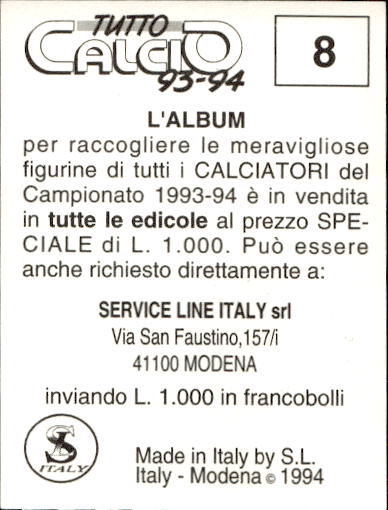 TUTTO
CALCIO
93-94
8
L'ALBUM
per raccogliere le meravigliose
figurine di tutti i CALCIATORI del
Campionato 1993-94 è in vendita
in tutte le edicole al prezzo SPE-
CIALE di L. 1.000. Può essere
anche richiesto direttamente a:
SERVICE LINE ITALY srl
Via San Faustino,157/i
41100 MODENA
inviando L. 1.000 in francobolli
SL
ITALY
Made in Italy by S.L.
Italy - Modena © 1994